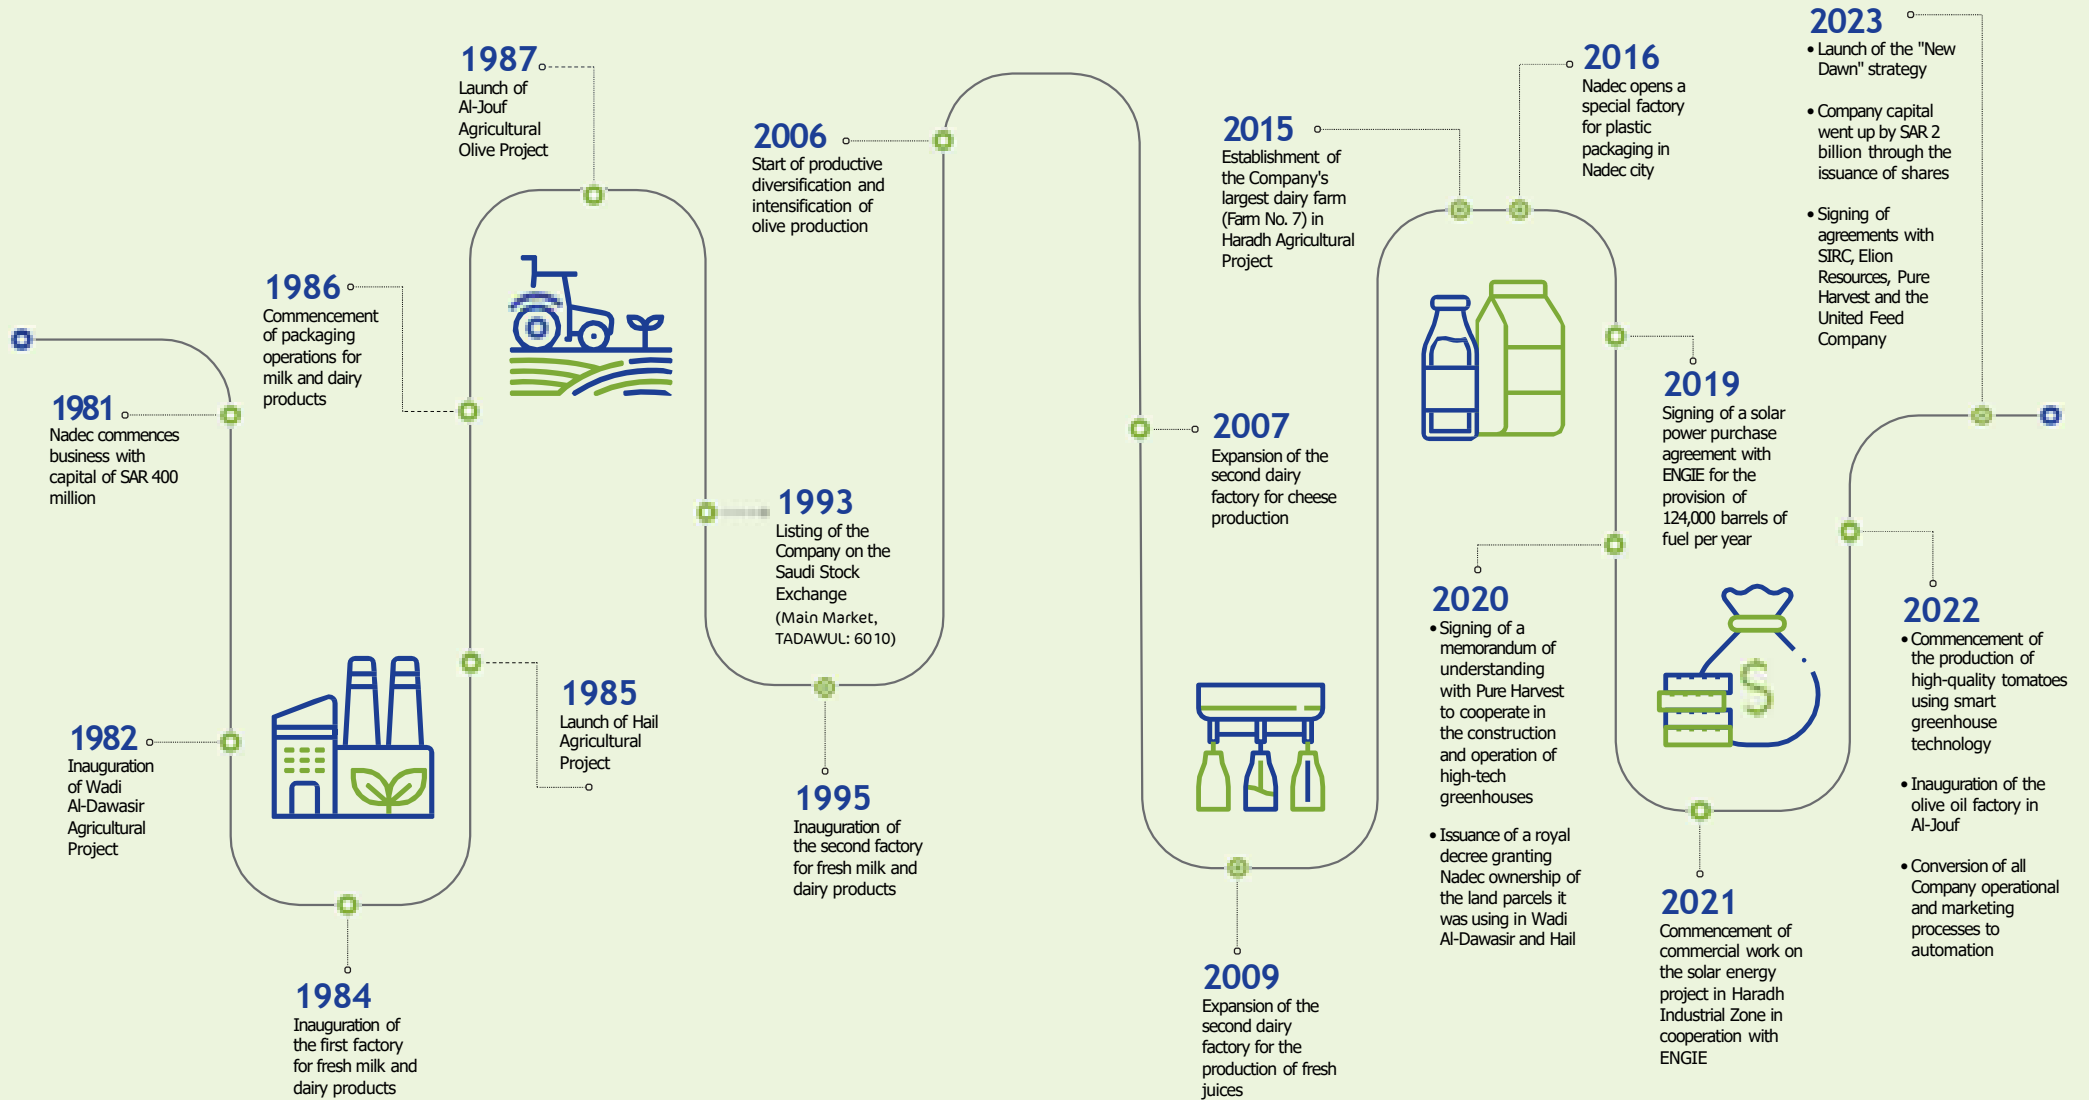 1981
Nadec commences
business with
capital of SAR 400
million
1982
Inauguration
of Wadi
Al-Dawasir
Agricultural
Project
1984
Inauguration of
the first factory
for fresh milk and
dairy products
1985
Launch of Hail
Agricultural
Project
1986
Commencement
of packaging
operations for
milk and dairy
products
1987
Launch of
Al-Jouf
Agricultural
Olive Project
1993
Listing of the
Company on the
Saudi Stock
Exchange
(Main Market,
TADAWUL: 6010)
1995
Inauguration of
the second factory
for fresh milk and
dairy products
2006
Start of productive
diversification and
intensification of
olive production
2007
Expansion of the
second dairy
factory for cheese
production
2009
Expansion of the
second dairy
factory for the
production of fresh
juices
2015
Establishment of
the Company's
largest dairy farm
(Farm No. 7) in
Haradh Agricultural
Project
2016
Nadec opens a
special factory
for plastic
packaging in
Nadec city
2019
Signing of a solar
power purchase
agreement with
ENGIE for the
provision of
124,000 barrels of
fuel per year
2020
• Signing of a
memorandum of
understanding
with Pure Harvest
to cooperate in
the construction
and operation of
high-tech
greenhouses
• Issuance of a royal
decree granting
Nadec ownership of
the land parcels it
was using in Wadi
Al-Dawasir and Hail
2021
Commencement of
commercial work on
the solar energy
project in Haradh
Industrial Zone in
cooperation with
ENGIE
$
2022
• Commencement of
the production of
high-quality tomatoes
using smart
greenhouse
technology
• Inauguration of the
olive oil factory in
Al-Jouf
• Conversion of all
Company operational
and marketing
processes to
automation
2023
• Launch of the "New
Dawn" strategy
• Company capital
went up by SAR 2
billion through the
issuance of shares
• Signing of
agreements with
SIRC, Elion
Resources, Pure
Harvest and the
United Feed
Company